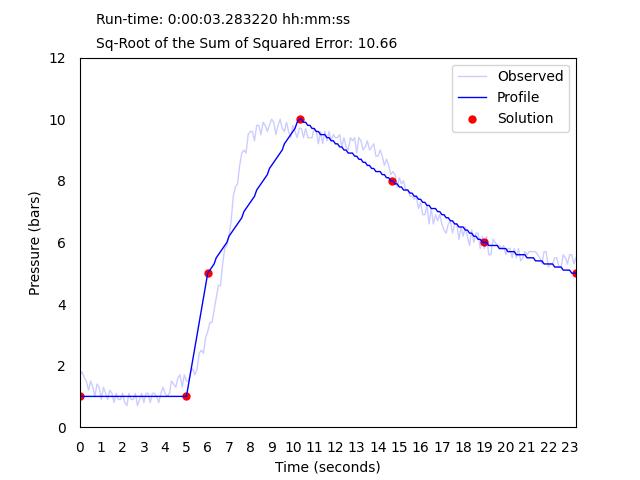 Run-time: 0:00:03.283220 hh:mm:ss
Sq-Root of the Sum of Squared Error: 10.66
12
10
8
6
4
2
0
Pressure (bars)
Observed
Profile
Solution
0 1 2 3 4 5 6 7 8 9 10 11 12 13 14 15 16 17 18 19 20 21 22 23
Time (seconds)